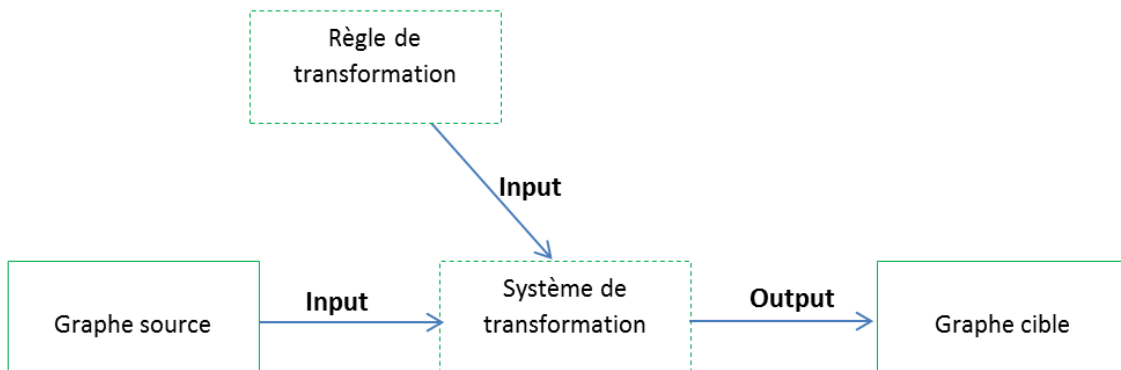 Règle de
transformation
Input
Graphe source
Input
Système de
transformation
Output
Graphe cible